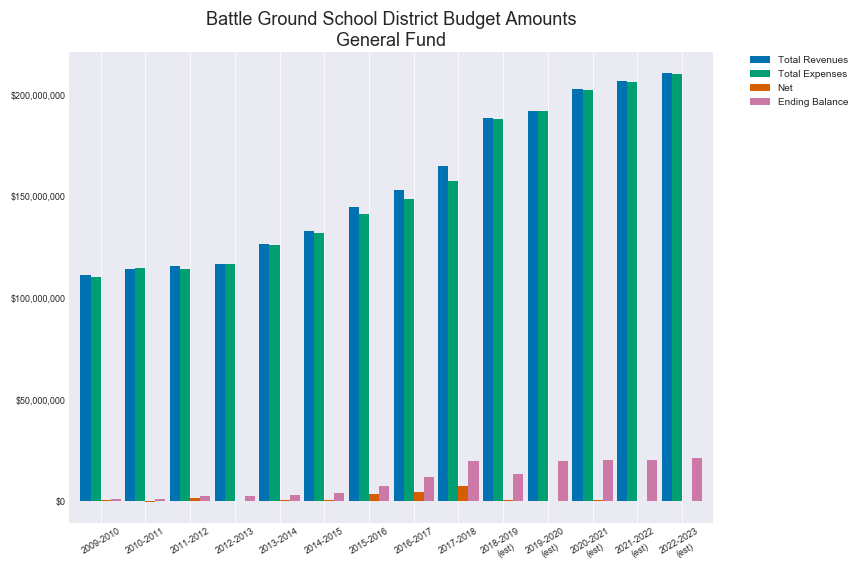 Battle Ground School District Budget Amounts
General Fund
Total Revenues
Total Expenses
Net
Ending Balance
$200,000,000
$150,000,000
$100,000,000
$50,000,000
$0
2009-2010
2010-2011
2011-2012
2012-2013
2013-2014
2014-2015
2015-2016
2016-2017
2017-2018
2018-2019
(est)
2019-2020
(est)
2020-2021
(est)
2021-2022
(est)
2022-2023
(est)